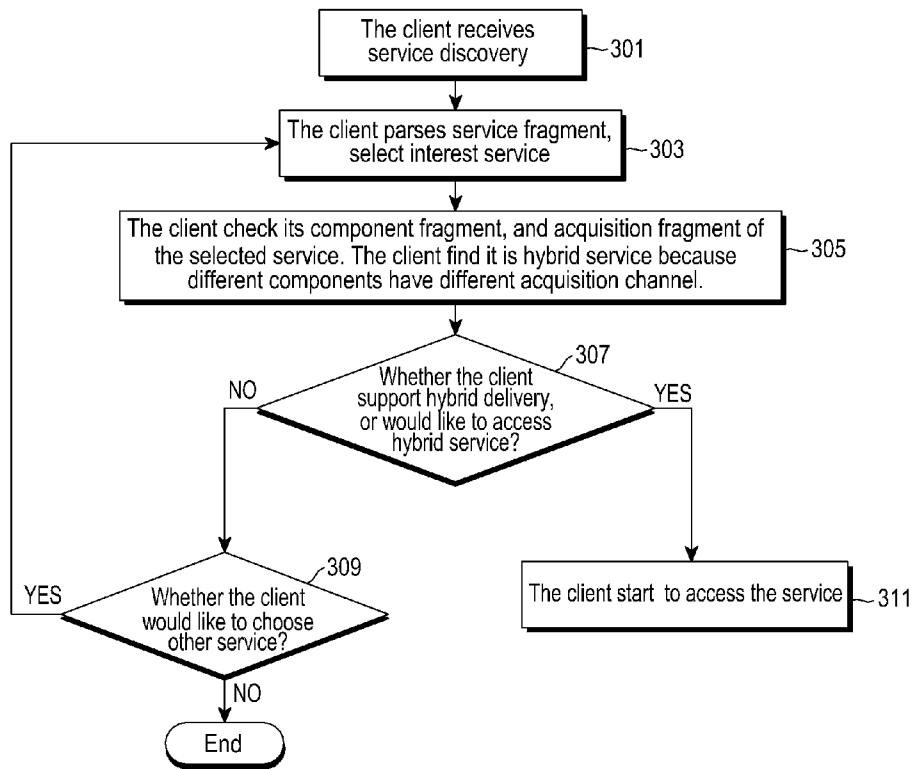 The client receives
service discovery
301
The client parses service fragment,
select interest service
303
The client check its component fragment, and acquisition fragment of
the selected service. The client find it is hybrid service because
different components have different acquisition channel.
305
307
NO
Whether the client
support hybrid delivery,
or would like to access
hybrid service?
YES
309
YES
Whether the client
would like to choose
other service?
The client start to access the service
311
NO
End